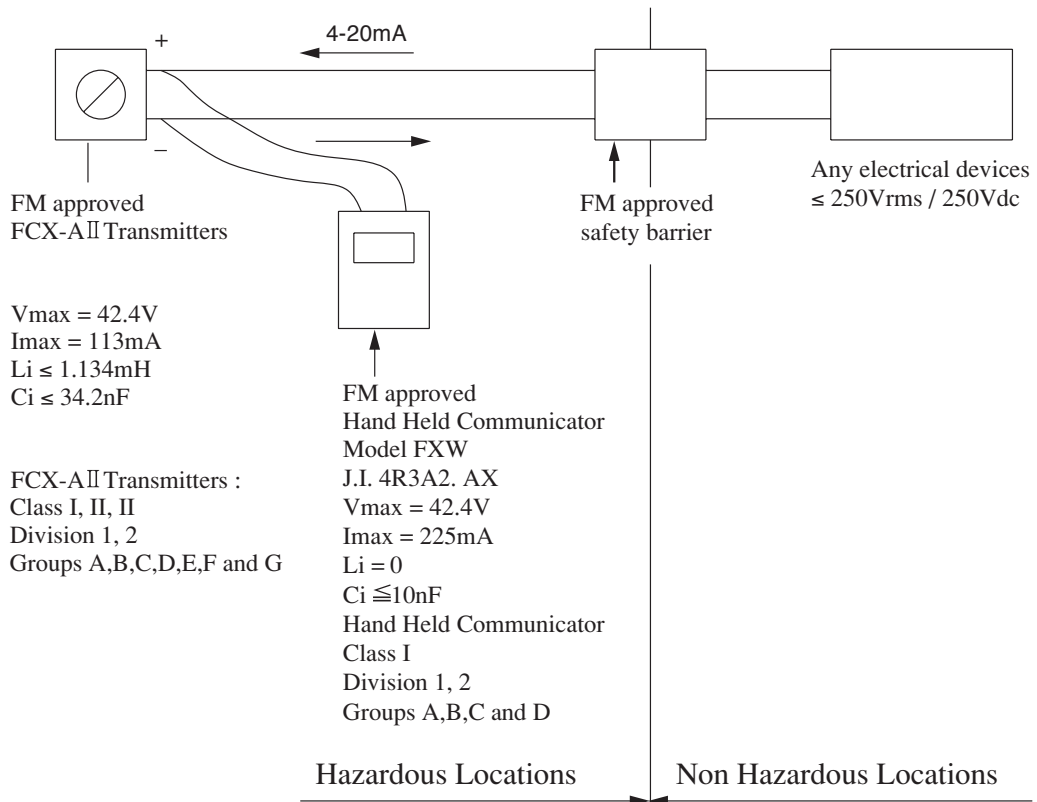 4-20mA
+
−
FM approved
FCX-AⅡ Transmitters
Vmax = 42.4V
Imax = 113mA
Li ≤ 1.134mH
Ci ≤ 34.2nF
FCX-AⅡ Transmitters :
Class I, II, II
Division 1, 2
Groups A,B,C,D,E,F and G
FM approved
Hand Held Communicator
Model FXW
J.I. 4R3A2. AX
Vmax = 42.4V
Imax = 225mA
Li = 0
Ci ≦10nF
Hand Held Communicator
Class I
Division 1, 2
Groups A,B,C and D
FM approved
safety barrier
Any electrical devices
≤ 250Vrms / 250Vdc
Hazardous Locations
Non Hazardous Locations